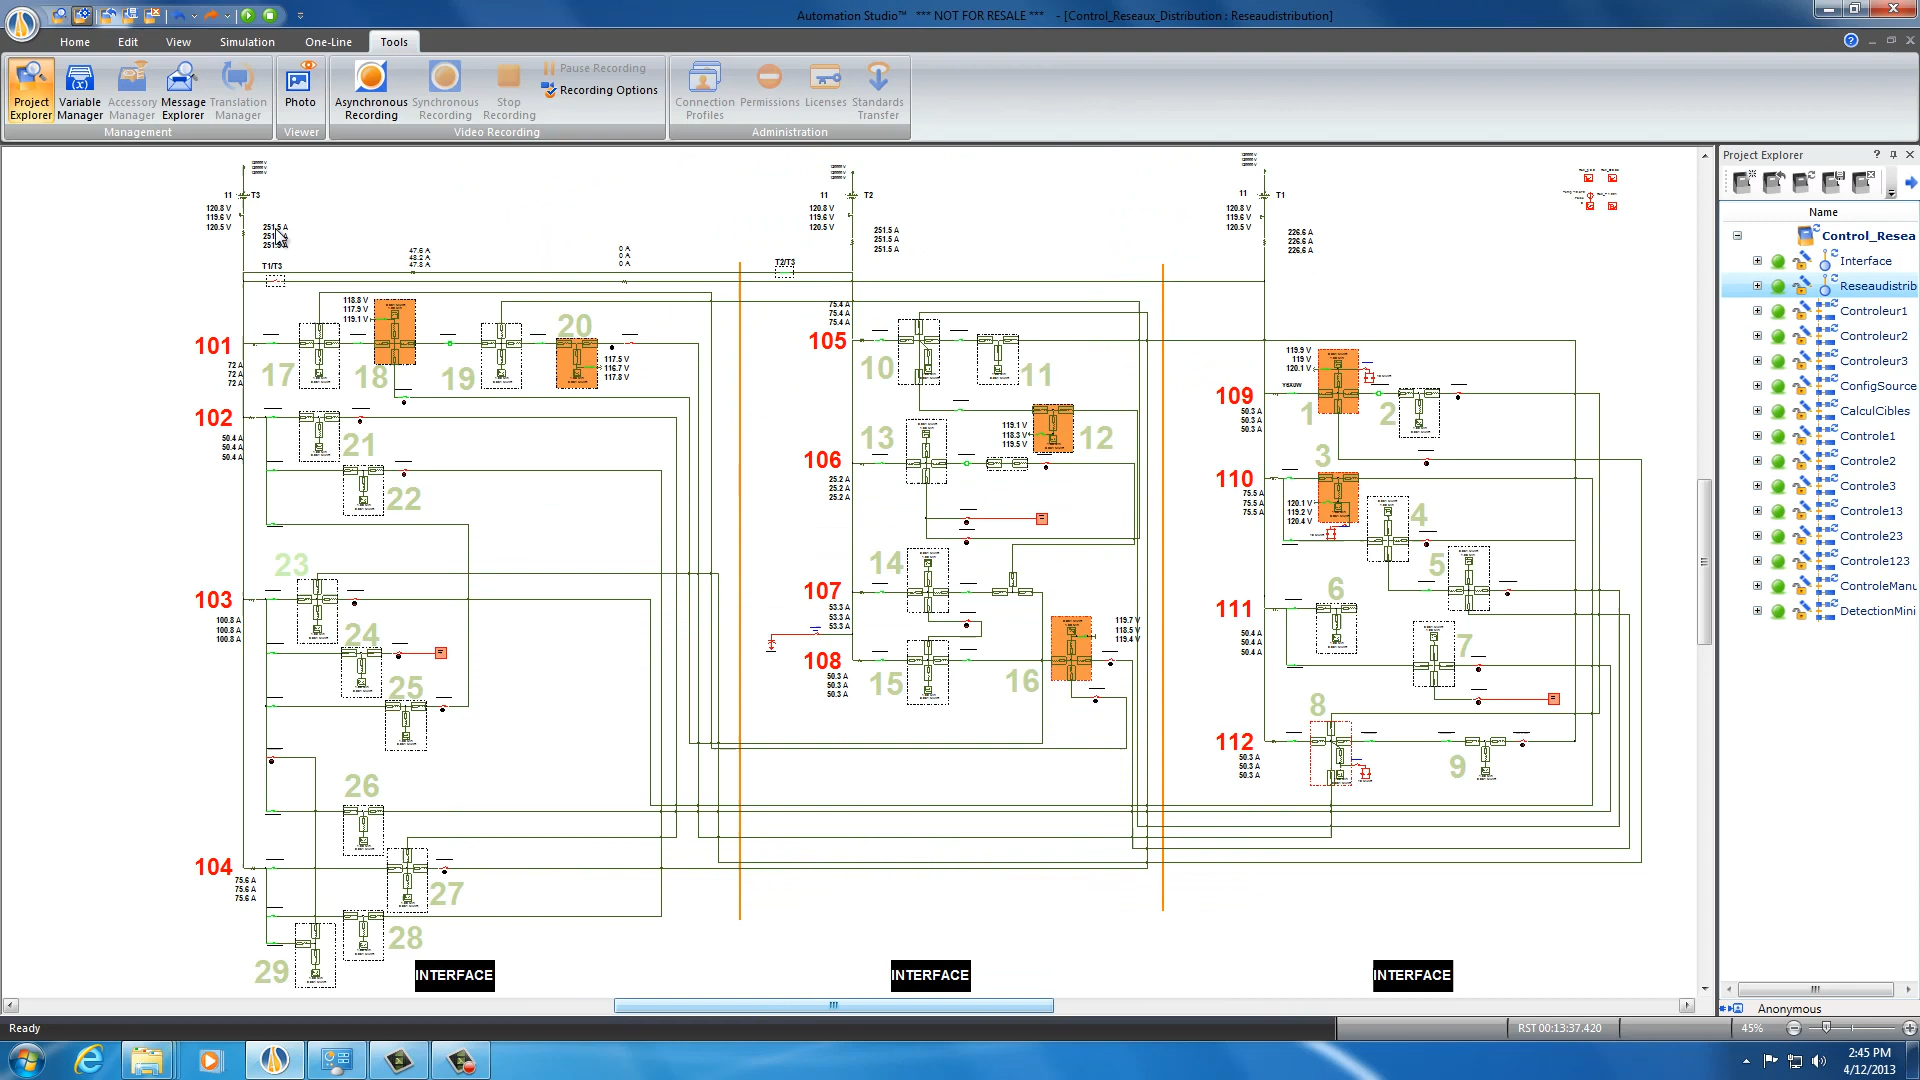 Automation Studio™ *** NOT FOR RESALE *** - [Control_Reseaux_Distribution : Reseaudistribution]
Home Edit View Simulation One-Line Tools
Project Explorer
Variable Manager
Accessory Manager
Message Explorer
Translation Manager
Photo
Asynchronous Recording
Synchronous Recording
Stop Recording
Pause Recording
Recording Options
Connection Profiles
Permissions
Licenses
Standards Transfer
Management
Viewer
Video Recording
Administration
11 T3
120.8 V
119.6 V
120.5 V
251.5 A
T1/T3
47.6 A
48.2 A
47.8 A
0 A
0 A
0 A
11 T2
120.8 V
119.6 V
120.5 V
251.5 A
251.5 A
251.5 A
T2/T3
11 T1
120.8 V
119.6 V
120.5 V
226.6 A
226.6 A
226.6 A
101
72 A
72 A
72 A
17
118.8 V
117.9 V
119.1 V
18
19
20
117.5 V
116.7 V
117.8 V
102
50.4 A
50.4 A
50.4 A
21
22
23
103
100.8 A
100.8 A
100.8 A
24
25
26
104
75.6 A
75.6 A
75.6 A
27
28
29
75.4 A
75.4 A
75.4 A
105
10
11
119.1 V
118.3 V
119.5 V
12
13
106
25.2 A
25.2 A
25.2 A
14
107
53.3 A
53.3 A
53.3 A
108
50.3 A
50.3 A
50.3 A
15
16
119.7 V
118.5 V
119.4 V
119.9 V
119 V
120.1 V
109
50.3 A
50.3 A
50.3 A
1
2
3
110
75.5 A
75.5 A
75.5 A
120.1 V
119.2 V
120.4 V
4
5
6
111
50.4 A
50.4 A
50.4 A
7
8
112
50.3 A
50.3 A
50.3 A
9
INTERFACE
INTERFACE
INTERFACE
Project Explorer
Name
Control_Resea
Interface
Reseaudistrib
Controleur1
Controleur2
Controleur3
ConfigSource
CalculCibles
Controle1
Controle2
Controle3
Controle13
Controle23
Controle123
ControleManu
DetectionMini
Anonymous
Ready
RST 00:13:37.420
45%
2:45 PM
4/12/2013